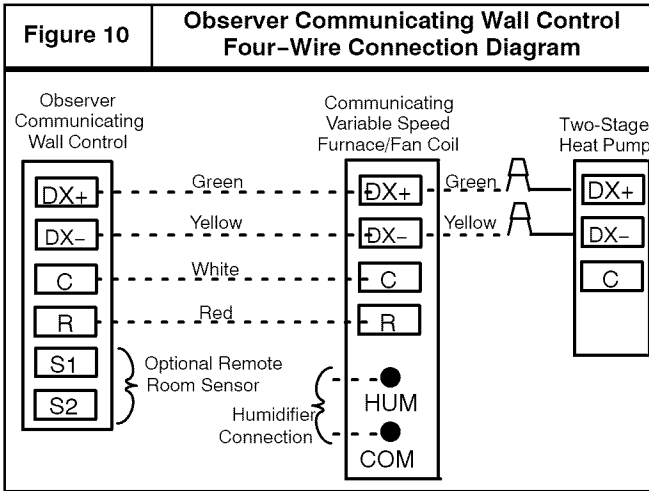 Figure 10
Observer Communicating Wall Control
Four–Wire Connection Diagram
Observer
Communicating
Wall Control
Communicating
Variable Speed
Furnace/Fan Coil
Two-Stage
Heat Pump
DX+
Green
DX+
Green
DX+
DX–
Yellow
DX–
Yellow
DX–
C
White
C
C
R
Red
R
S1
S2
Optional Remote
Room Sensor
Humidifier
Connection
HUM
COM